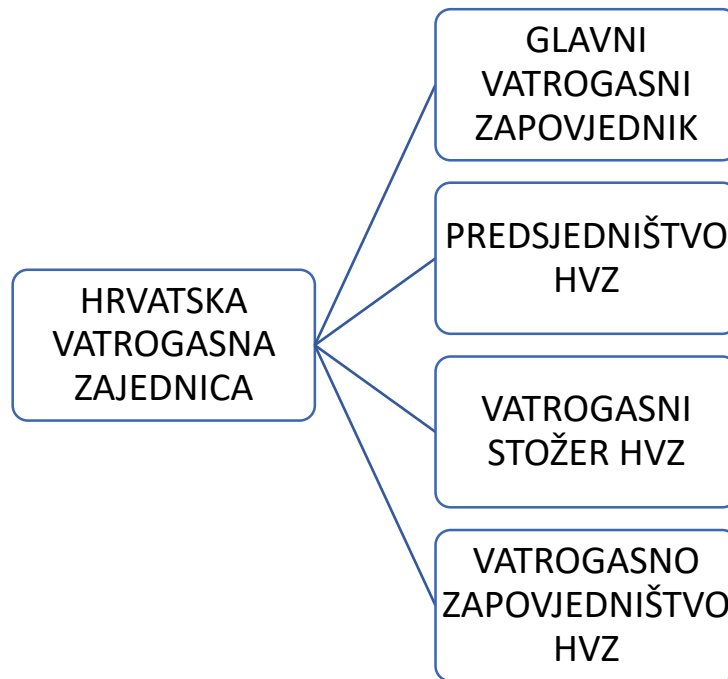 HRVATSKA
VATROGASNA
ZAJEDNICA
GLAVNI
VATROGASNI
ZAPOVJEDNIK
PREDSJEDNIŠTVO
HVZ
VATROGASNI
STOŽER HVZ
VATROGASNO
ZAPOVJEDNIŠTVO
HVZ